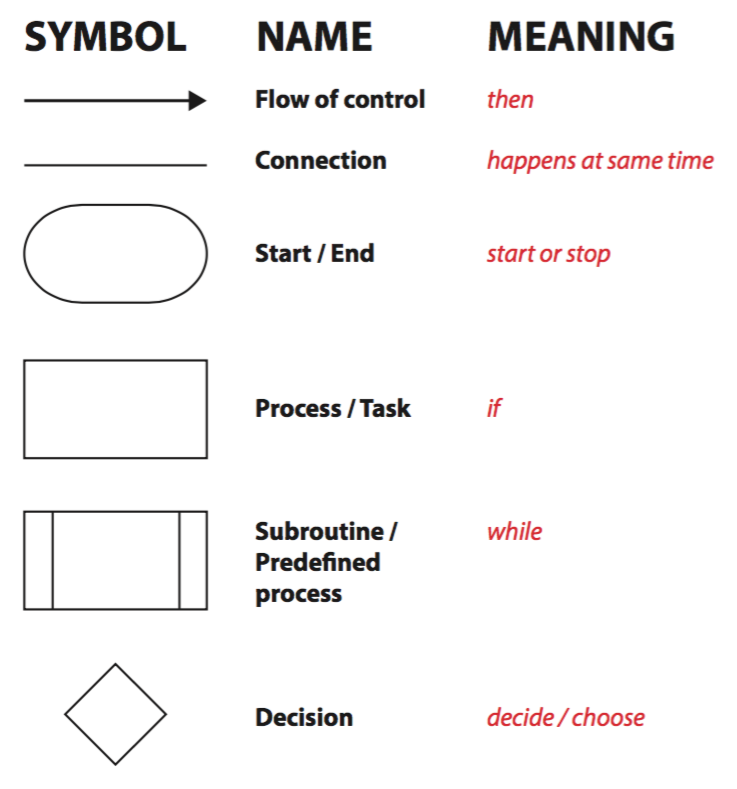 SYMBOL NAME MEANING
Flow of control then
Connection happens at same time
Start / End start or stop
Process / Task if
Subroutine / while
Predefined
process
Decision decide / choose